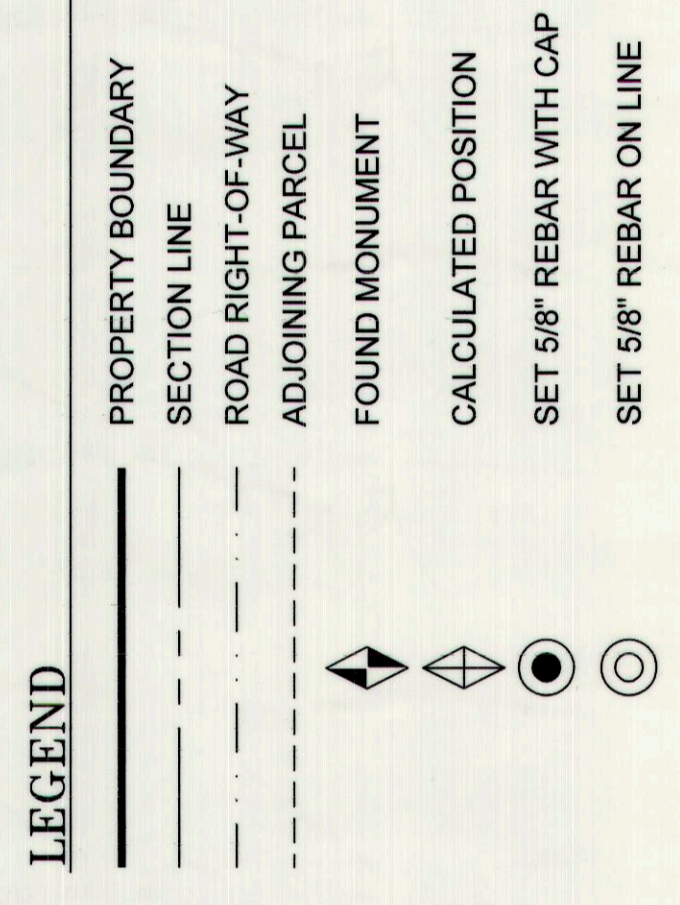 LEGEND
PROPERTY BOUNDARY
SECTION LINE
ROAD RIGHT-OF-WAY
ADJOINING PARCEL
FOUND MONUMENT
CALCULATED POSITION
SET 5/8" REBAR WITH CAP
SET 5/8" REBAR ON LINE